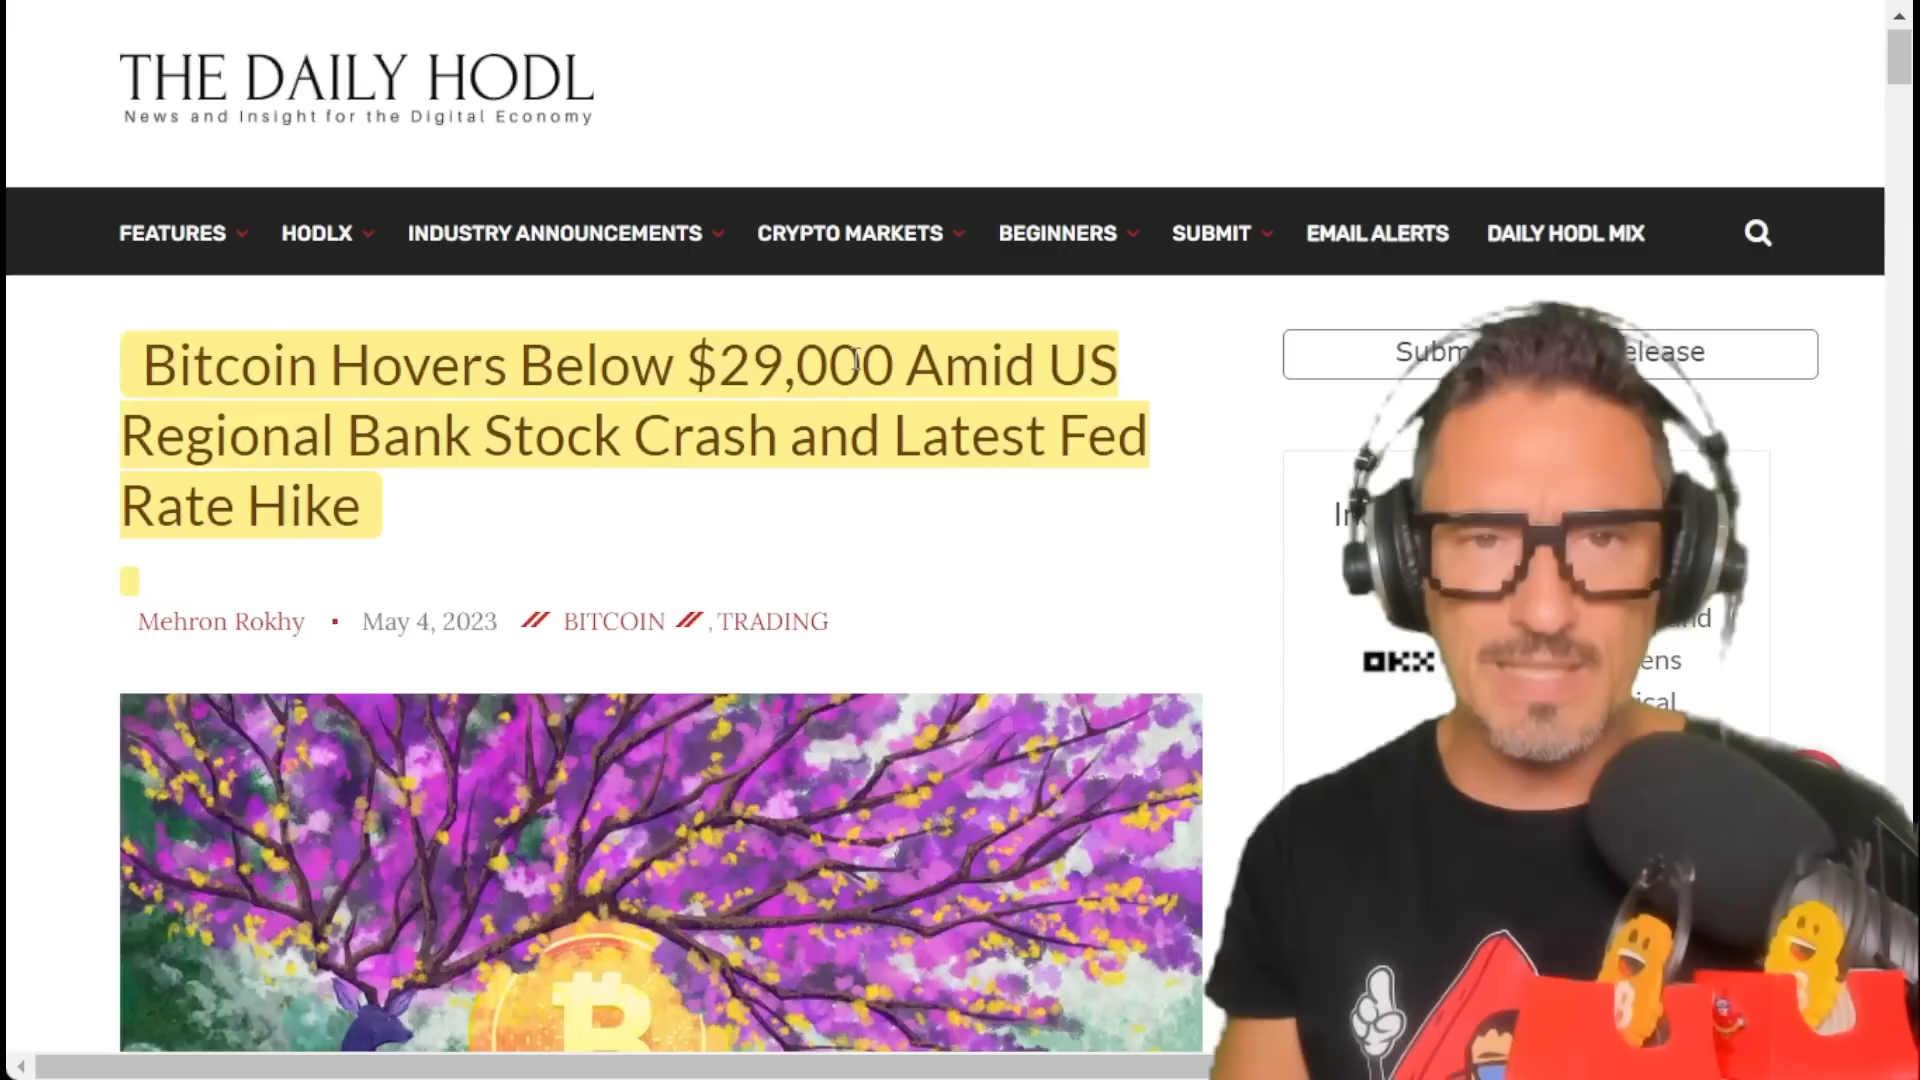 THE DAILY HODL
News and Insight for the Digital Economy
FEATURES HODLX INDUSTRY ANNOUNCEMENTS CRYPTO MARKETS BEGINNERS SUBMIT EMAIL ALERTS DAILY HODL MIX
Bitcoin Hovers Below $29,000 Amid US
Regional Bank Stock Crash and Latest Fed
Rate Hike
Mehron Rokhy ▪ May 4, 2023 // BITCOIN // , TRADING
OKX